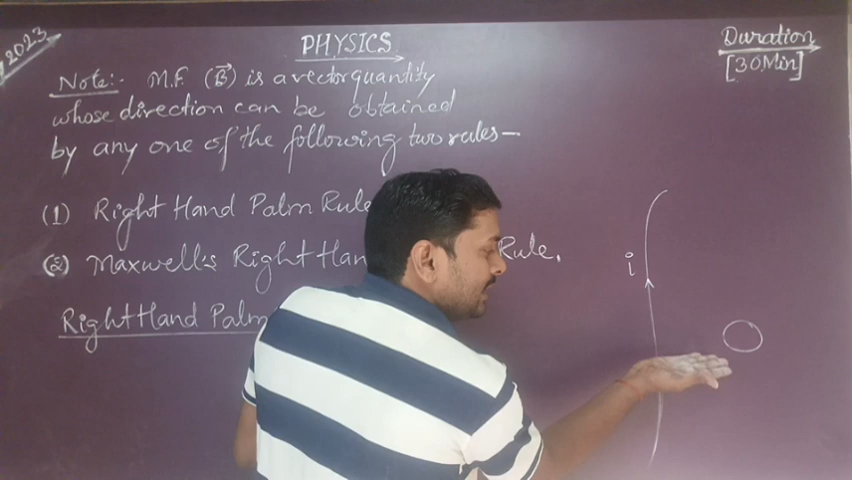 2023
PHYSICS
Duration
[30Min]
Note:- M.F. (B⃗) is a vector quantity
whose direction can be obtained
by any one of the following two rules—
(1) Right Hand Palm Rule
(2) Maxwell's Right Han Rule.
Right Hand Palm
i